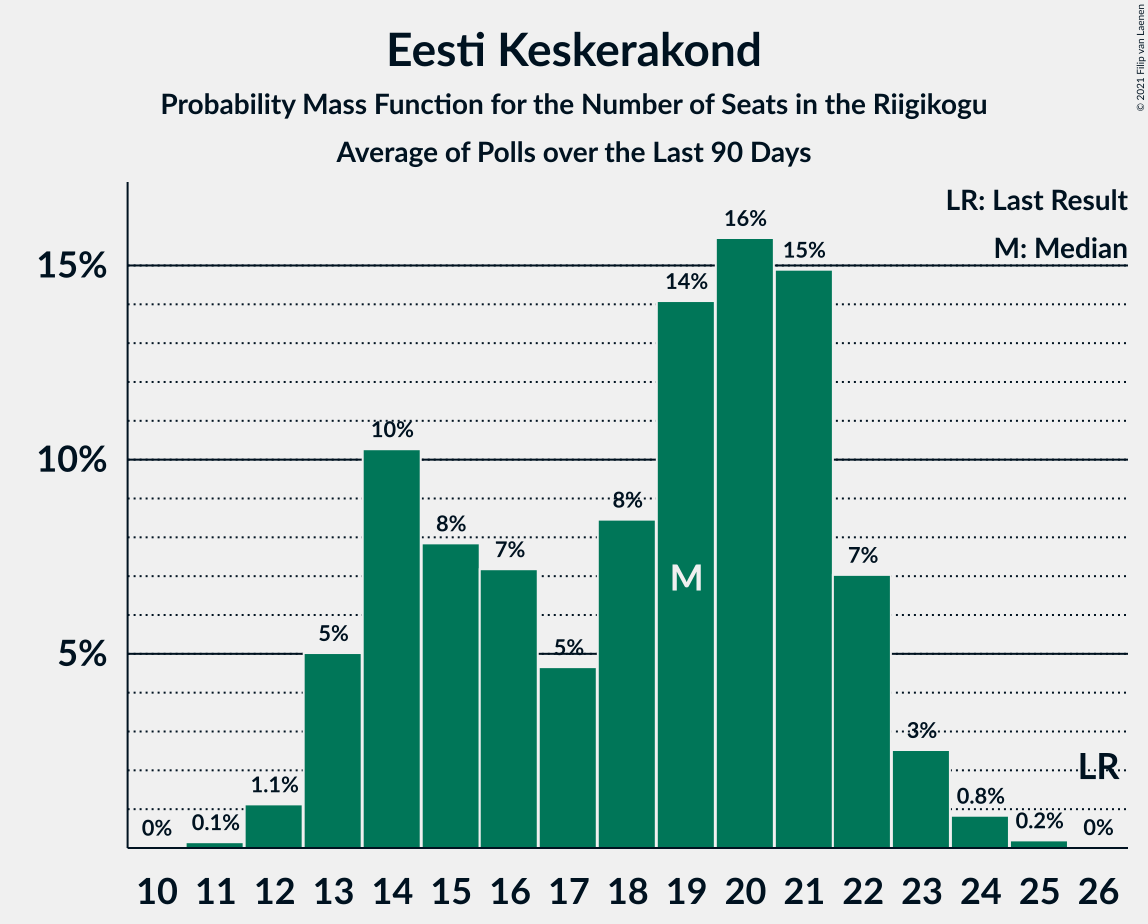 Eesti Keskerakond
Probability Mass Function for the Number of Seats in the Riigikogu
Average of Polls over the Last 90 Days
© 2021 Filip van Laenen
LR: Last Result
M: Median
15%
10%
5%
0%
0.1%
1.1%
5%
10%
8%
7%
5%
8%
14%
16%
15%
7%
3%
0.8%
0.2%
0%
M
LR
10 11 12 13 14 15 16 17 18 19 20 21 22 23 24 25 26